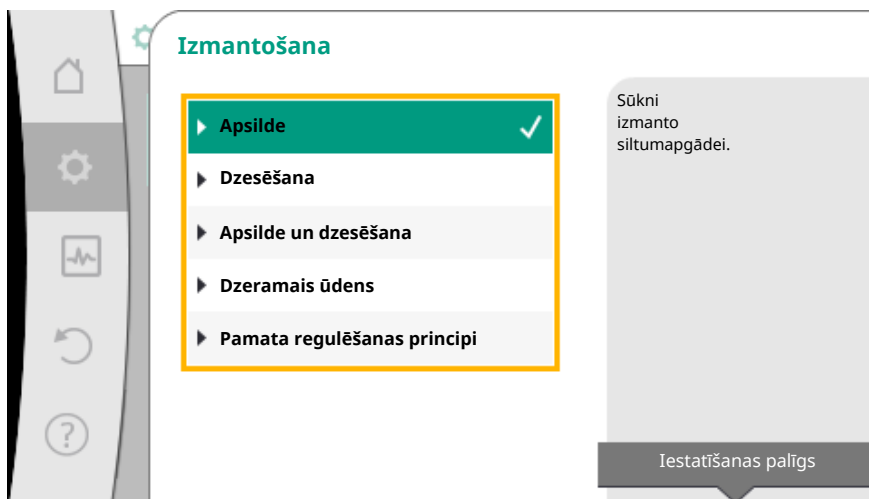 Izmantošana
Apsilde
Dzesēšana
Apsilde un dzesēšana
Dzeramais ūdens
Pamata regulēšanas principi
Sūkni
izmanto
siltumapgādei.
Iestatīšanas palīgs
?